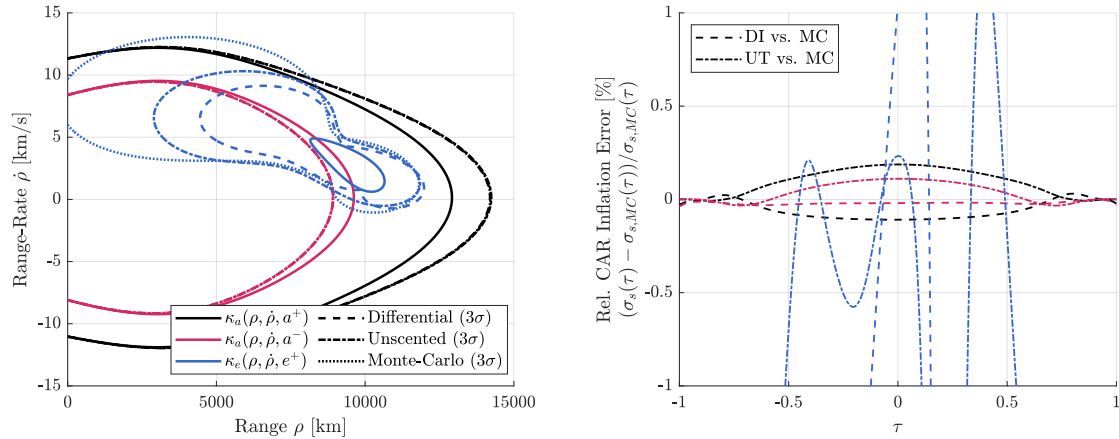 15
10
5
0
-5
-10
-15
0
5000
10000
15000
Range-Rate ρ̇ [km/s]
Range ρ [km]
κₐ(ρ, ρ̇, a⁺)
κₐ(ρ, ρ̇, a⁻)
κₑ(ρ, ρ̇, e⁺)
Differential (3σ)
Unscented (3σ)
Monte-Carlo (3σ)
Rel. CAR Inflation Error [%]
(σₛ(τ) − σₛ,MC(τ))/σₛ,MC(τ)
1
0.5
0
-0.5
-1
-1
-0.5
0
0.5
1
τ
DI vs. MC
UT vs. MC